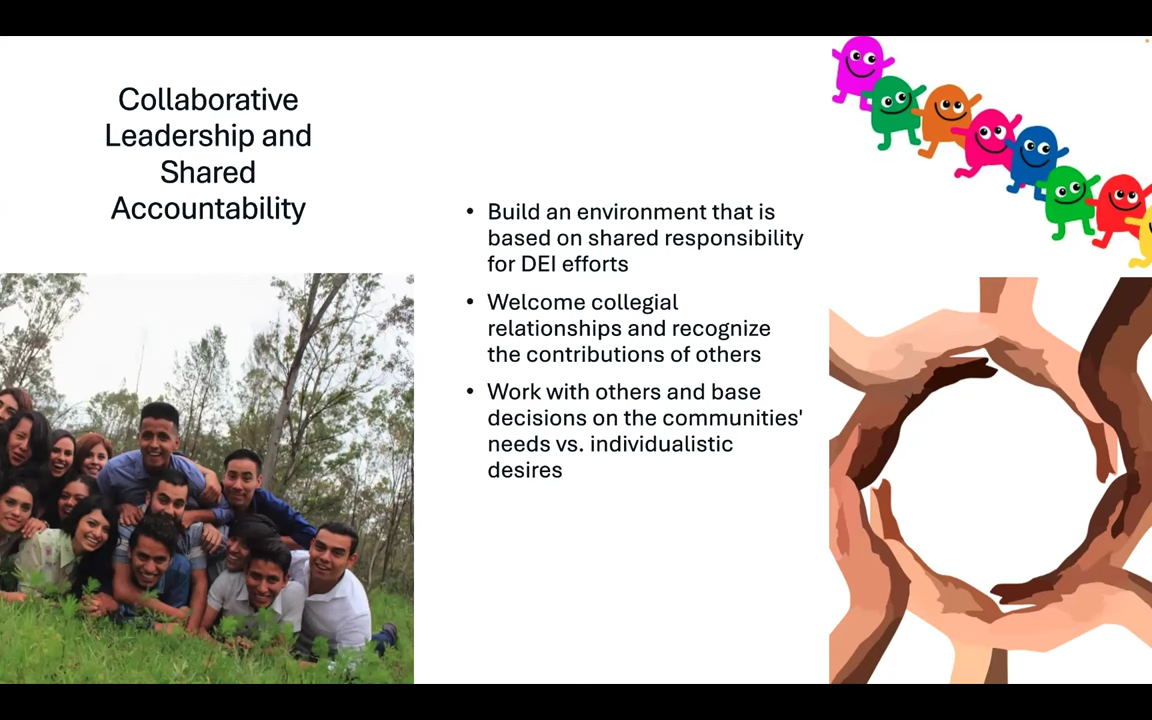 Collaborative
Leadership and
Shared
Accountability
• Build an environment that is
based on shared responsibility
for DEI efforts
• Welcome collegial
relationships and recognize
the contributions of others
• Work with others and base
decisions on the communities'
needs vs. individualistic
desires